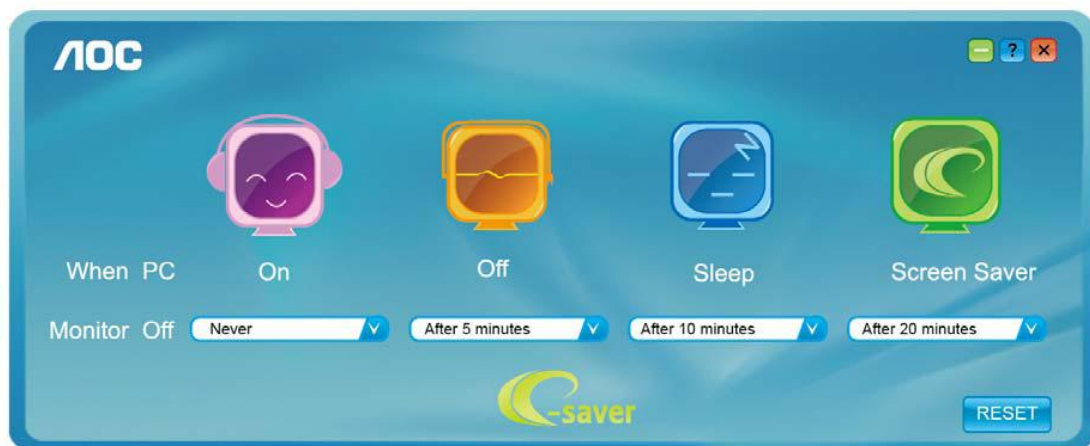 AOC
?
When PC On Off Sleep Screen Saver
Monitor Off Never After 5 minutes After 10 minutes After 20 minutes
e-saver
RESET